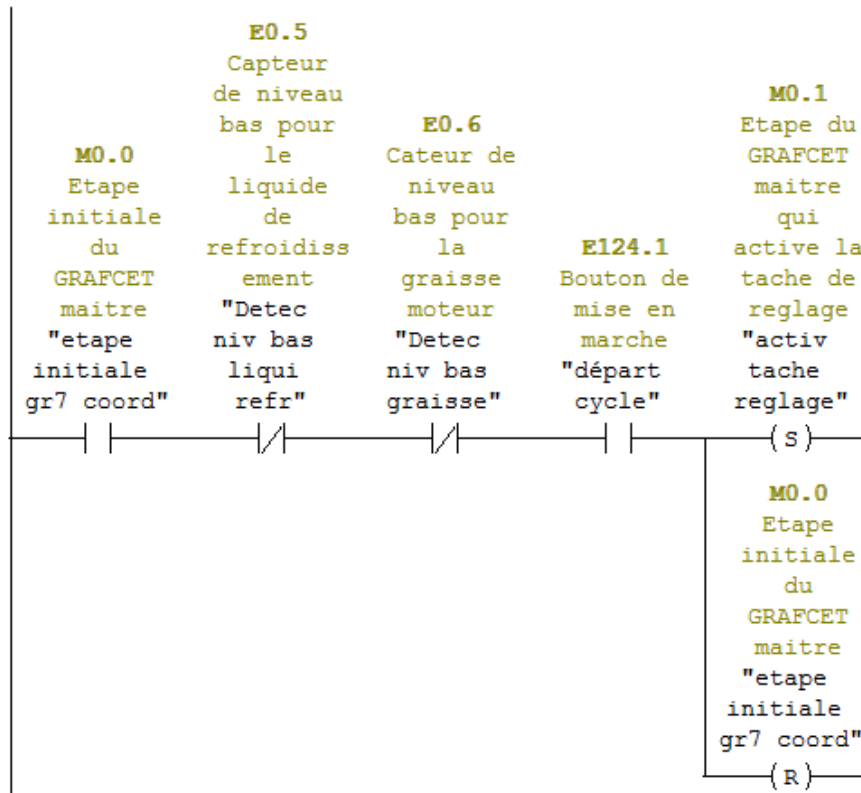 M0.0
Etape
initiale
du
GRAFCET
maitre
"etape
initiale
gr7 coord"
E0.5
Capteur
de niveau
bas pour
le
liquide
de
refroidiss
ement
"Detec
niv bas
liqui
refr"
E0.6
Cateur de
niveau
bas pour
la
graisse
moteur
"Detec
niv bas
graisse"
E124.1
Bouton de
mise en
marche
"départ
cycle"
M0.1
Etape du
GRAFCET
maitre
qui
active la
tache de
reglage
"activ
tache
reglage"
S
M0.0
Etape
initiale
du
GRAFCET
maitre
"etape
initiale
gr7 coord"
R